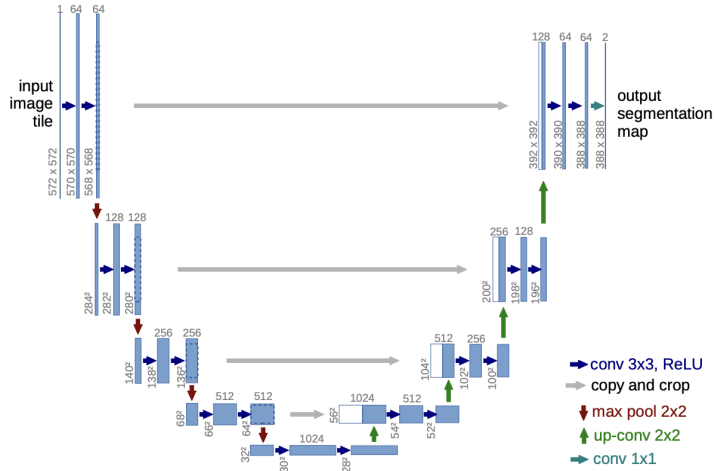 1 64 64
128 64 64 2
input
image
tile
output
segmentation
map
572 x 572
570 x 570
568 x 568
392 x 392
390 x 390
388 x 388
388 x 388
128 128
256 128
284²
282²
280²
200²
198²
196²
256 256
512 256
140²
138²
136²
104²
102²
100²
512 512
1024 512
68²
66²
64²
56²
54²
52²
1024
32²
30²
28²
conv 3x3, ReLU
copy and crop
max pool 2x2
up-conv 2x2
conv 1x1